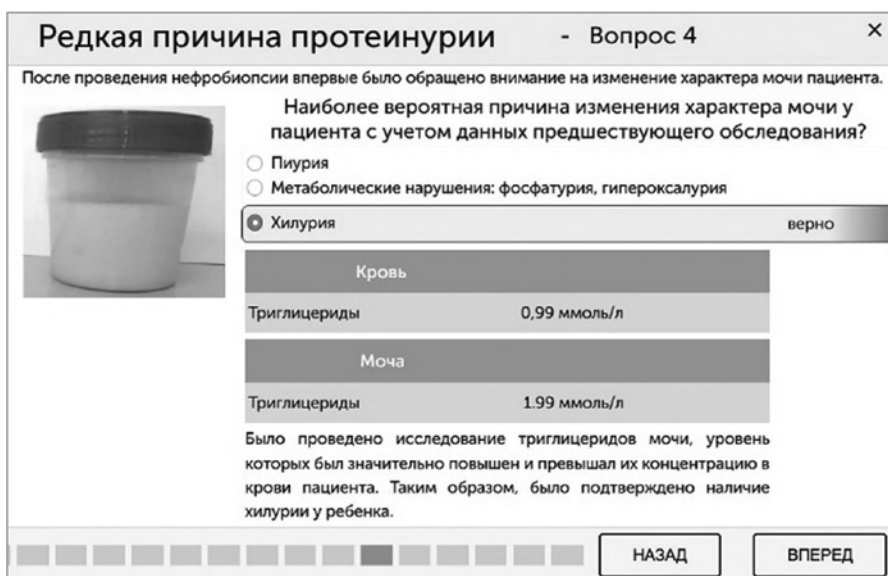 Редкая причина протеинурии - Вопрос 4 ×
После проведения нефробиопсии впервые было обращено внимание на изменение характера мочи пациента.
Наиболее вероятная причина изменения характера мочи у
пациента с учетом данных предшествующего обследования?
Пиурия
Метаболические нарушения: фосфатурия, гипероксалурия
Хилурия верно
Кровь
Триглицериды 0,99 ммоль/л
Моча
Триглицериды 1.99 ммоль/л
Было проведено исследование триглицеридов мочи, уровень
которых был значительно повышен и превышал их концентрацию в
крови пациента. Таким образом, было подтверждено наличие
хилурии у ребенка.
НАЗАД ВПЕРЕД